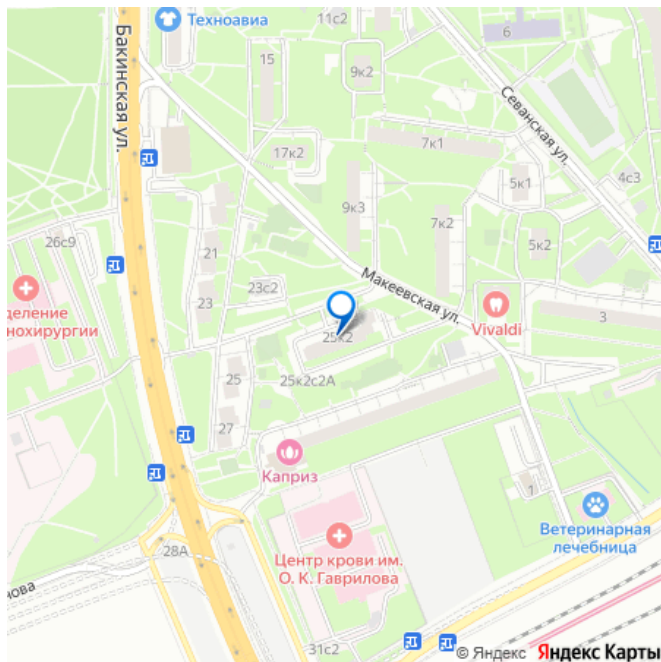 11с2
Техноавиа
6
Бакинская ул.
15
9к2
Севанская ул.
7к1
17к2
5к1
4с3
9к3
7к2
26с9
21
5к2
23с2
Макеевская ул.
23
деление
нохирургии
Vivaldi
3
25к2
25
25к2с2А
27
Каприз
1
Ветеринарная
лечебница
28А
Центр крови им.
О. К. Гаврилова
нова
31с2
© Яндекс Яндекс Карты